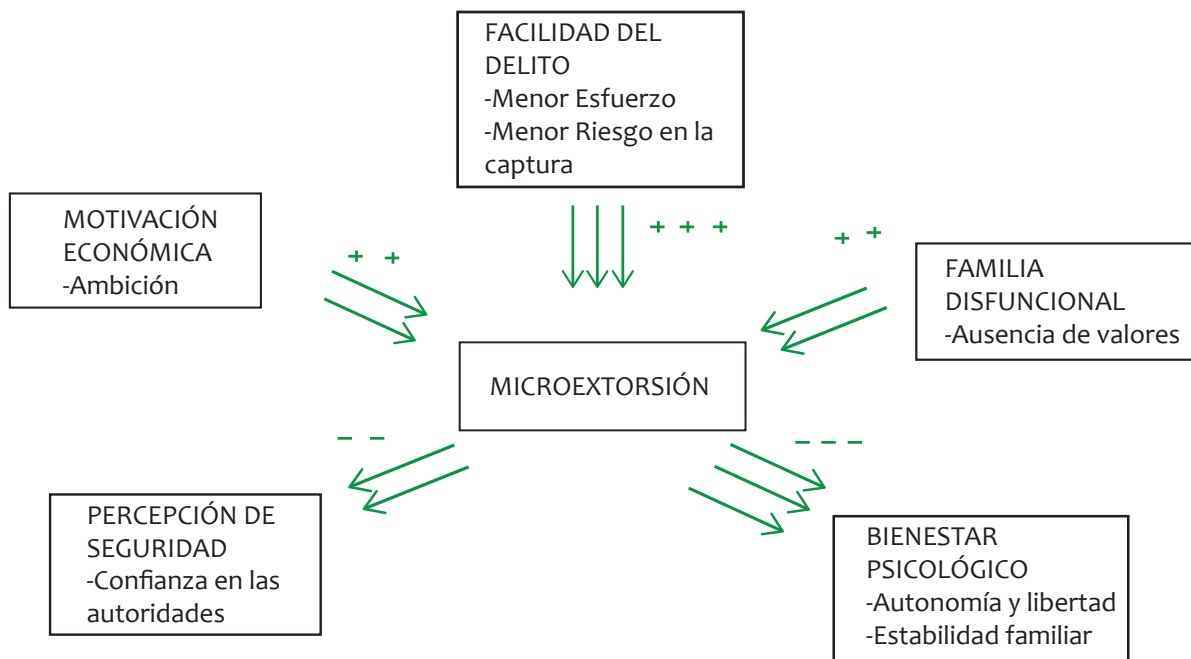 FACILIDAD DEL
DELITO
-Menor Esfuerzo
-Menor Riesgo en la
captura
+ + +
MOTIVACIÓN
ECONÓMICA
-Ambición
+ +
+ +
FAMILIA
DISFUNCIONAL
-Ausencia de valores
MICROEXTORSIÓN
– –
– – –
PERCEPCIÓN DE
SEGURIDAD
-Confianza en las
autoridades
BIENESTAR
PSICOLÓGICO
-Autonomía y libertad
-Estabilidad familiar